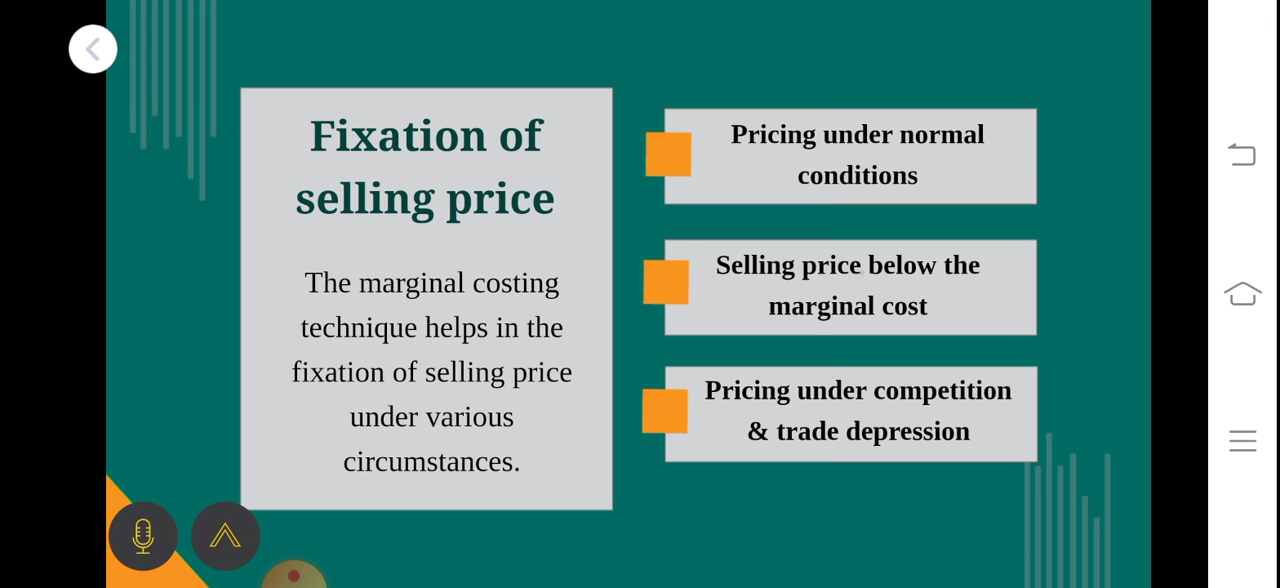 Fixation of
selling price
The marginal costing
technique helps in the
fixation of selling price
under various
circumstances.
Pricing under normal
conditions
Selling price below the
marginal cost
Pricing under competition
& trade depression